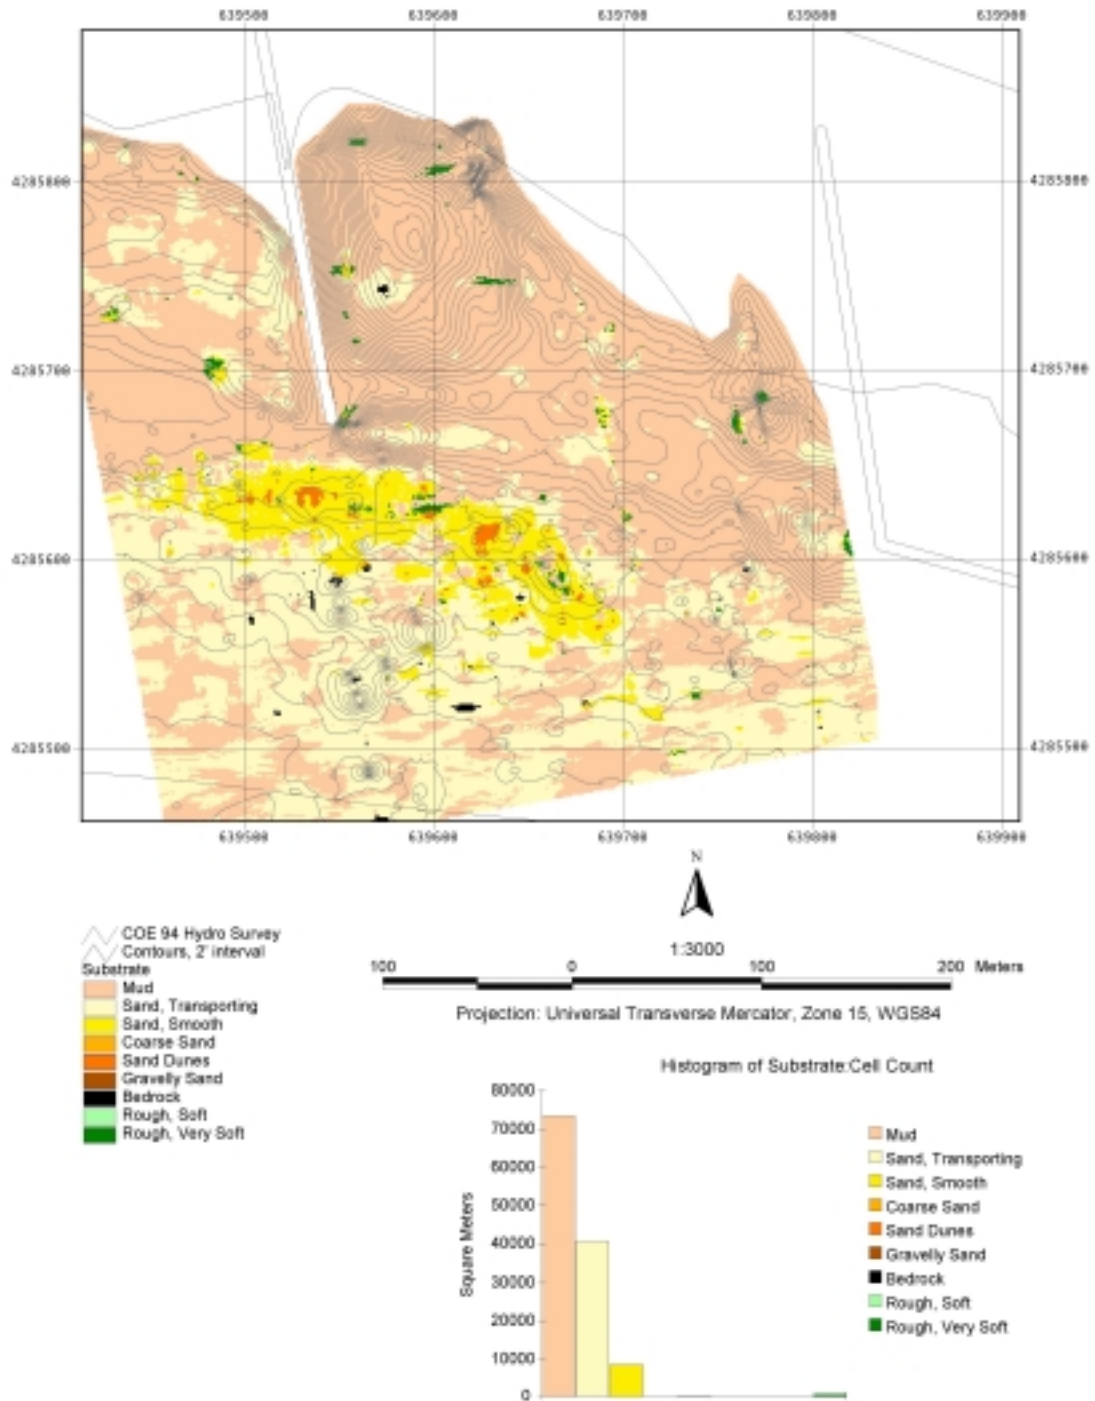 639500 639600 639700 639800 639900
4285800 4285800
4285700 4285700
4285600 4285600
4285500 4285500
639500 639600 639700 639800 639900
N
COE 94 Hydro Survey
Contours, 2' interval
Substrate
Mud
Sand, Transporting
Sand, Smooth
Coarse Sand
Sand Dunes
Gravelly Sand
Bedrock
Rough, Soft
Rough, Very Soft
1:3000
100 0 100 200 Meters
Projection: Universal Transverse Mercator, Zone 15, WGS84
Histogram of Substrate:Cell Count
80000
70000
60000
50000
40000
30000
20000
10000
0
Square Meters
Mud
Sand, Transporting
Sand, Smooth
Coarse Sand
Sand Dunes
Gravelly Sand
Bedrock
Rough, Soft
Rough, Very Soft